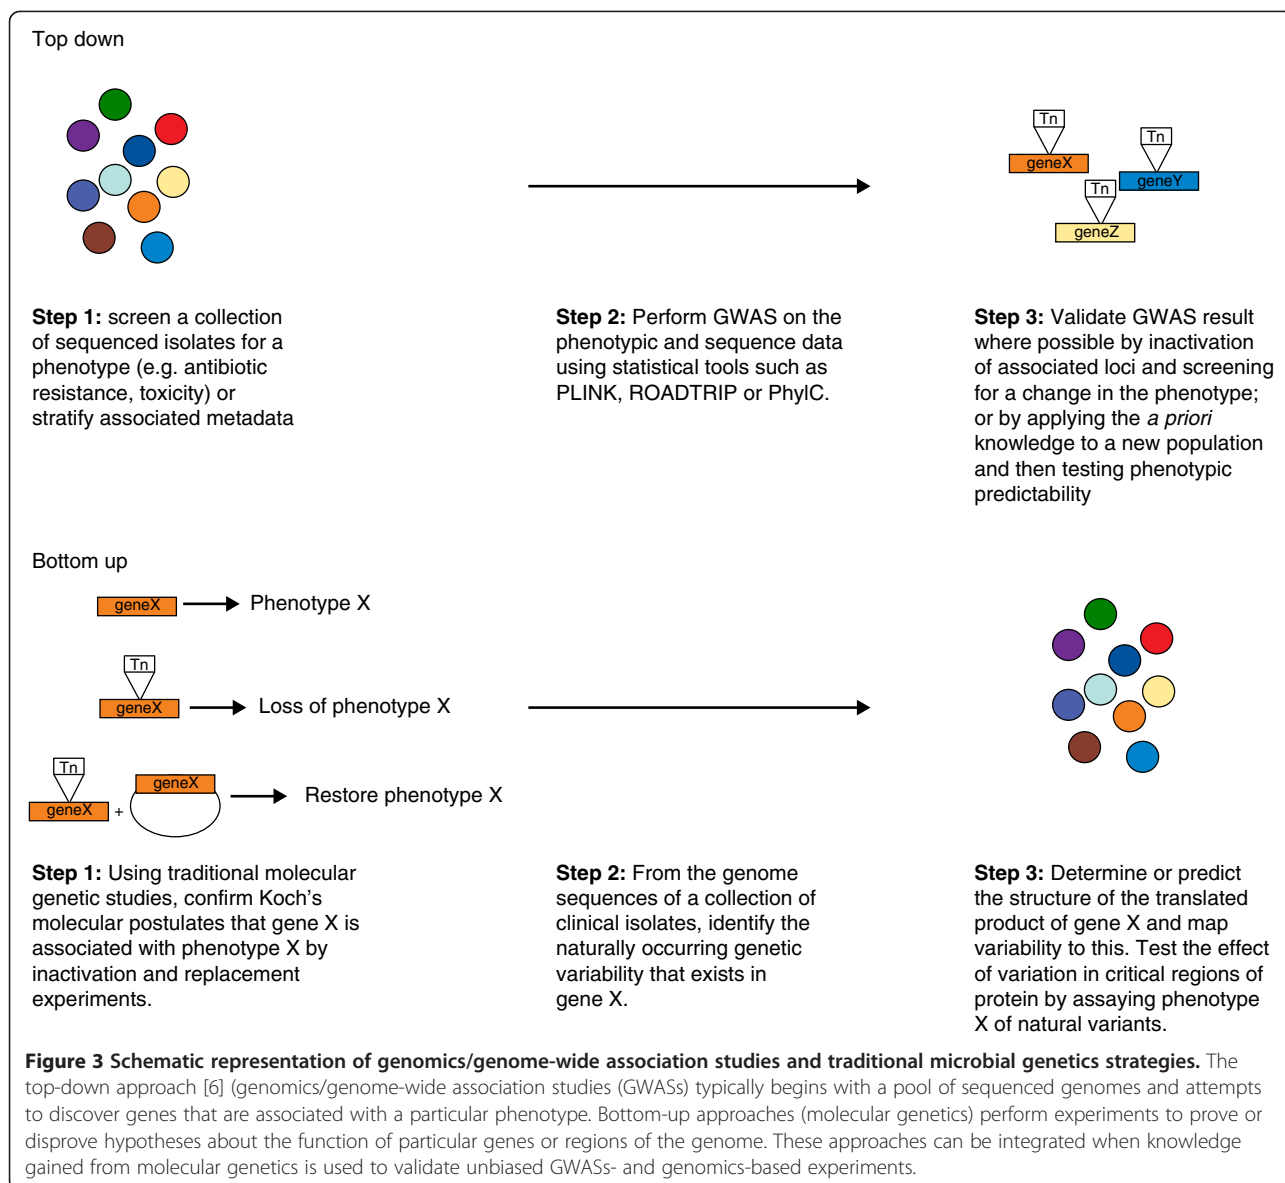 Top down
Tn
geneX
Tn
geneY
Tn
geneZ
Step 1: screen a collection
of sequenced isolates for a
phenotype (e.g. antibiotic
resistance, toxicity) or
stratify associated metadata
Step 2: Perform GWAS on the
phenotypic and sequence data
using statistical tools such as
PLINK, ROADTRIP or PhylC.
Step 3: Validate GWAS result
where possible by inactivation
of associated loci and screening
for a change in the phenotype;
or by applying the a priori
knowledge to a new population
and then testing phenotypic
predictability
Bottom up
geneX
Phenotype X
Tn
geneX
Loss of phenotype X
Tn
geneX
+
geneX
Restore phenotype X
Step 1: Using traditional molecular
genetic studies, confirm Koch's
molecular postulates that gene X is
associated with phenotype X by
inactivation and replacement
experiments.
Step 2: From the genome
sequences of a collection of
clinical isolates, identify the
naturally occurring genetic
variability that exists in
gene X.
Step 3: Determine or predict
the structure of the translated
product of gene X and map
variability to this. Test the effect
of variation in critical regions of
protein by assaying phenotype
X of natural variants.
Figure 3 Schematic representation of genomics/genome-wide association studies and traditional microbial genetics strategies. The
top-down approach [6] (genomics/genome-wide association studies (GWASs) typically begins with a pool of sequenced genomes and attempts
to discover genes that are associated with a particular phenotype. Bottom-up approaches (molecular genetics) perform experiments to prove or
disprove hypotheses about the function of particular genes or regions of the genome. These approaches can be integrated when knowledge
gained from molecular genetics is used to validate unbiased GWASs- and genomics-based experiments.